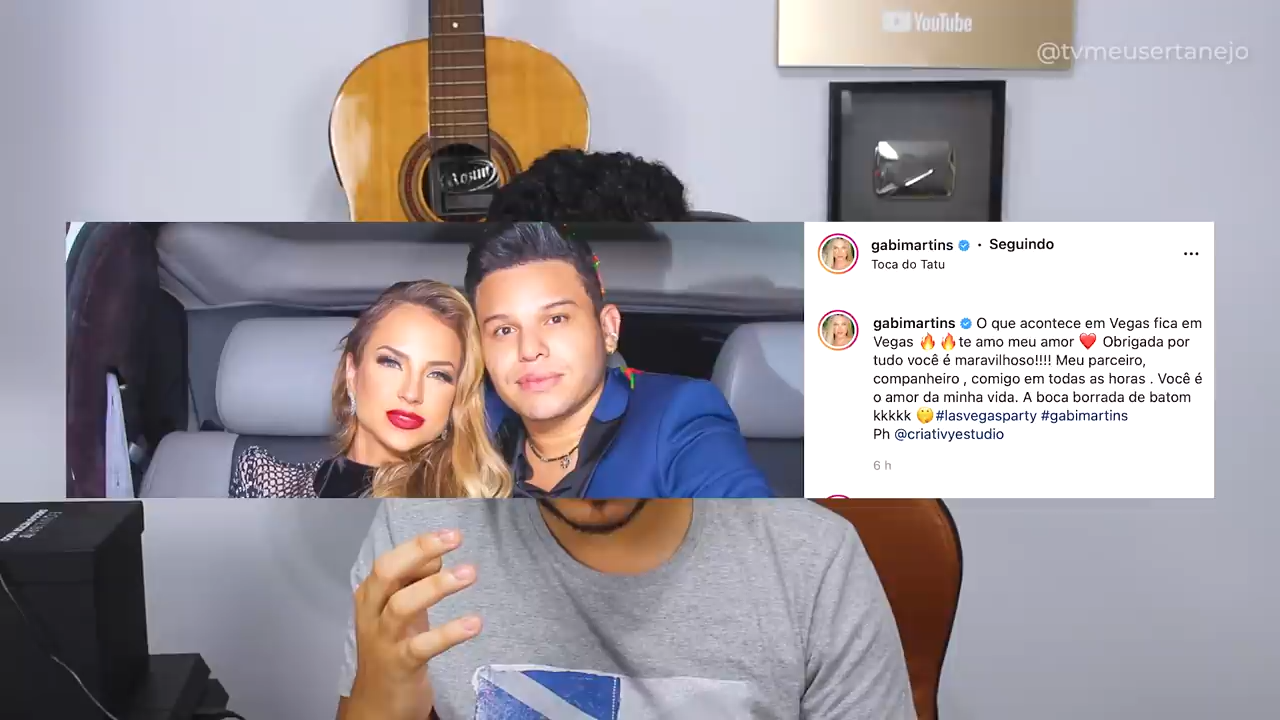 YouTube
@tvmeusertanejo
Rosini
gabimartins • Seguindo
Toca do Tatu
gabimartins O que acontece em Vegas fica em
Vegas 🔥🔥te amo meu amor ❤️ Obrigada por
tudo você é maravilhoso!!!! Meu parceiro,
companheiro , comigo em todas as horas . Você é
o amor da minha vida. A boca borrada de batom
kkkkk 🤭#lasvegasparty #gabimartins
Ph @criativyestudio
6 h